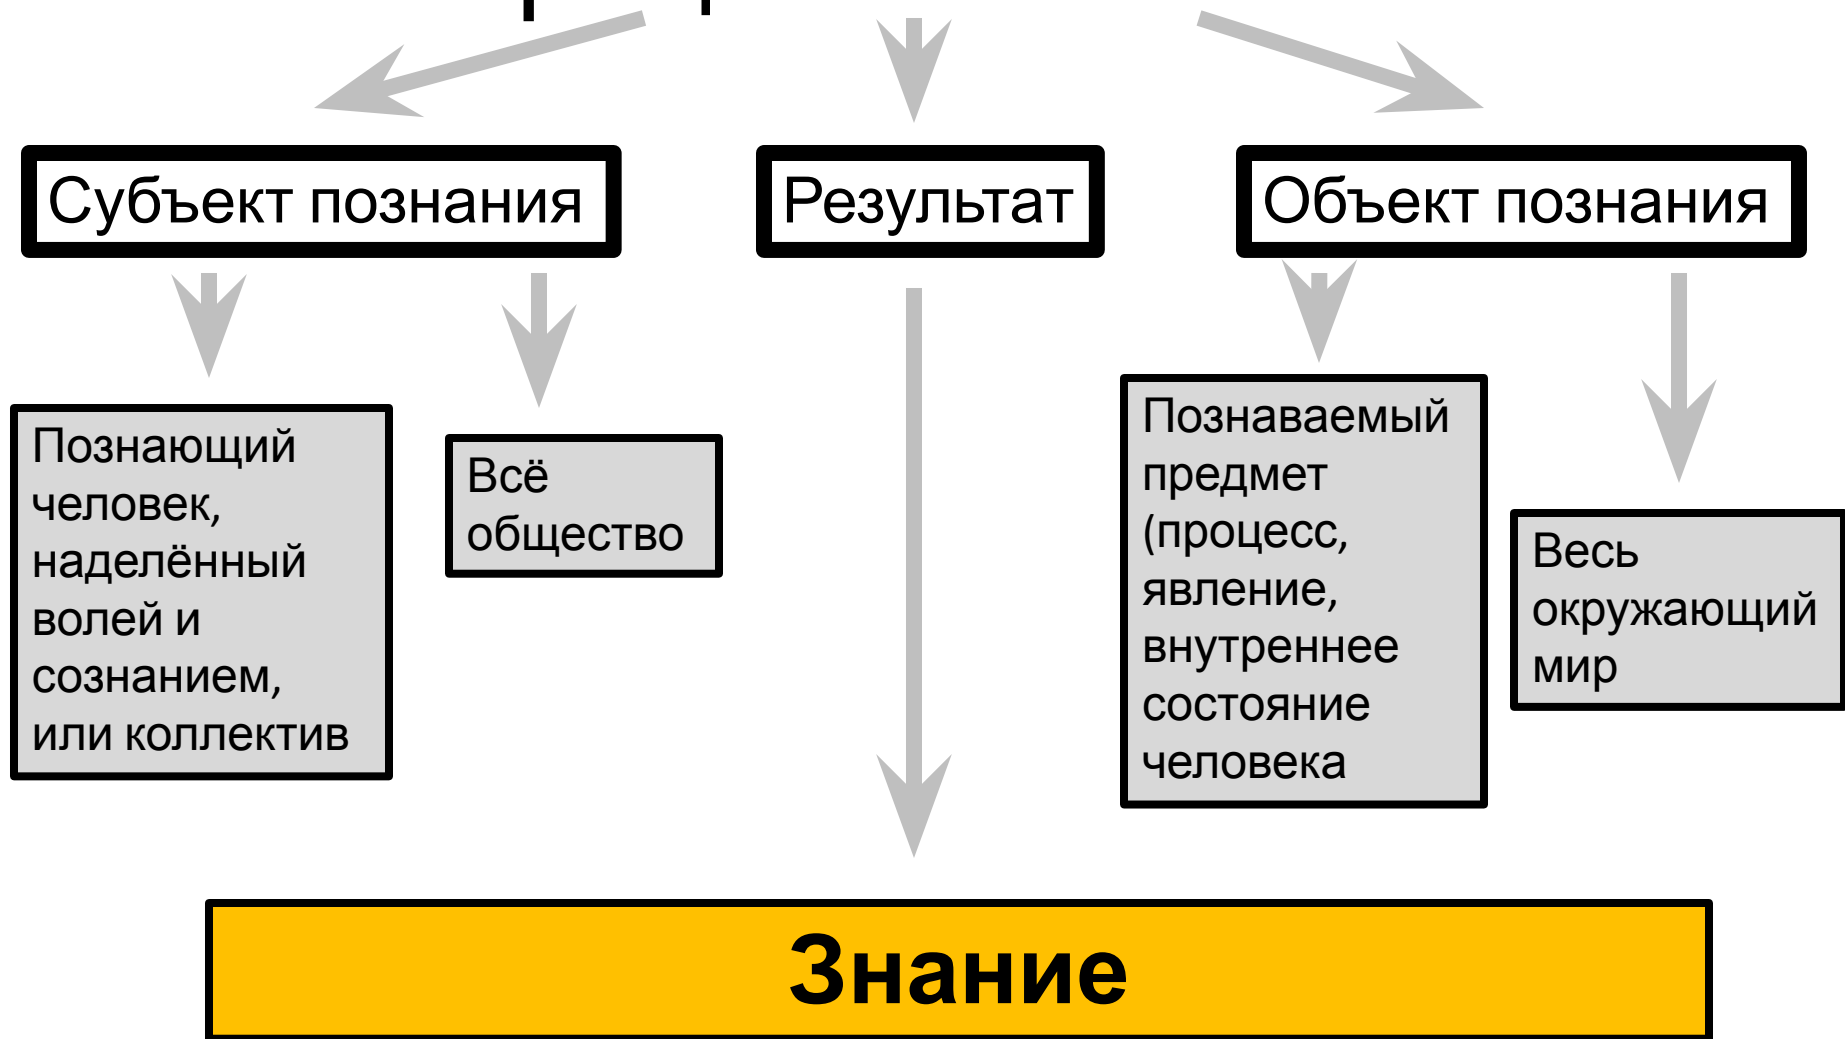 Субъект познания
Результат
Объект познания
Познающий
человек,
наделённый
волей и
сознанием,
или коллектив
Всё
общество
Познаваемый
предмет
(процесс,
явление,
внутреннее
состояние
человека
Весь
окружающий
мир
Знание